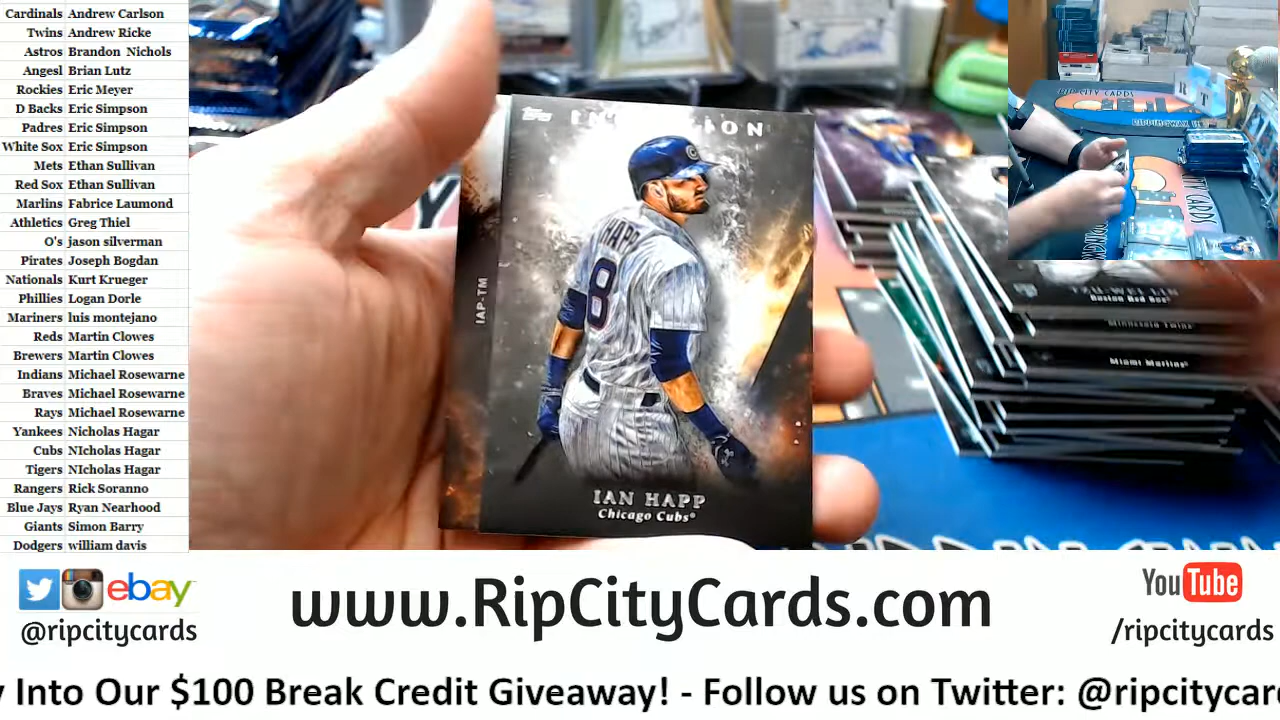 Cardinals Andrew Carlson
Twins Andrew Ricke
Astros Brandon Nichols
Angesl Brian Lutz
Rockies Eric Meyer
D Backs Eric Simpson
Padres Eric Simpson
White Sox Eric Simpson
Mets Ethan Sullivan
Red Sox Ethan Sullivan
Marlins Fabrice Laumond
Athletics Greg Thiel
O's jason silverman
Pirates Joseph Bogdan
Nationals Kurt Krueger
Phillies Logan Dorle
Mariners luis montejano
Reds Martin Clowes
Brewers Martin Clowes
Indians Michael Rosewarne
Braves Michael Rosewarne
Rays Michael Rosewarne
Yankees Nicholas Hagar
Cubs NIcholas Hagar
Tigers NIcholas Hagar
Rangers Rick Soranno
Blue Jays Ryan Nearhood
Giants Simon Barry
Dodgers william davis
topps
HAPP
8
IAP-TM
IAN HAPP
Chicago Cubs®
Boston Red Sox®
Minnesota Twins
Miami Marlins®
RIP CITY CARDS
R T
ebay™
@ripcitycards
www.RipCityCards.com
YouTube
/ripcitycards
Into Our $100 Break Credit Giveaway! - Follow us on Twitter: @ripcitycar